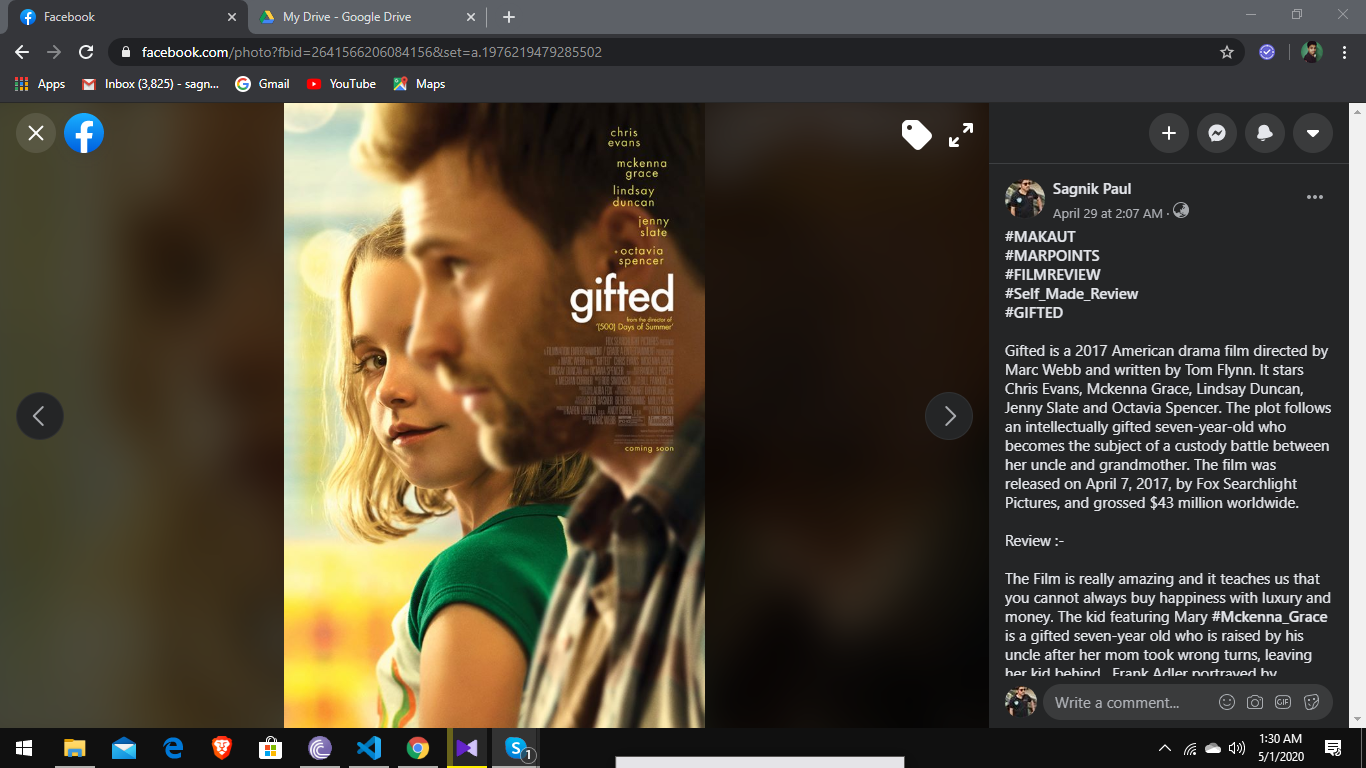 Facebook
My Drive - Google Drive
facebook.com/photo?fbid=2641566206084156&set=a.1976219479285502
Apps
Inbox (3,825) - sagn...
Gmail
YouTube
Maps
chris
evans
mckenna
grace
lindsay
duncan
jenny
slate
octavia
spencer
gifted
from the director of
'(500) Days of Summer'
coming soon
Sagnik Paul
April 29 at 2:07 AM ·
#MAKAUT
#MARPOINTS
#FILMREVIEW
#Self_Made_Review
#GIFTED
Gifted is a 2017 American drama film directed by
Marc Webb and written by Tom Flynn. It stars
Chris Evans, Mckenna Grace, Lindsay Duncan,
Jenny Slate and Octavia Spencer. The plot follows
an intellectually gifted seven-year-old who
becomes the subject of a custody battle between
her uncle and grandmother. The film was
released on April 7, 2017, by Fox Searchlight
Pictures, and grossed $43 million worldwide.
Review :-
The Film is really amazing and it teaches us that
you cannot always buy happiness with luxury and
money. The kid featuring Mary #Mckenna_Grace
is a gifted seven-year old who is raised by his
uncle after her mom took wrong turns, leaving
her kid behind . Frank Adler portrayed by
Write a comment...
GIF
1
1:30 AM
5/1/2020